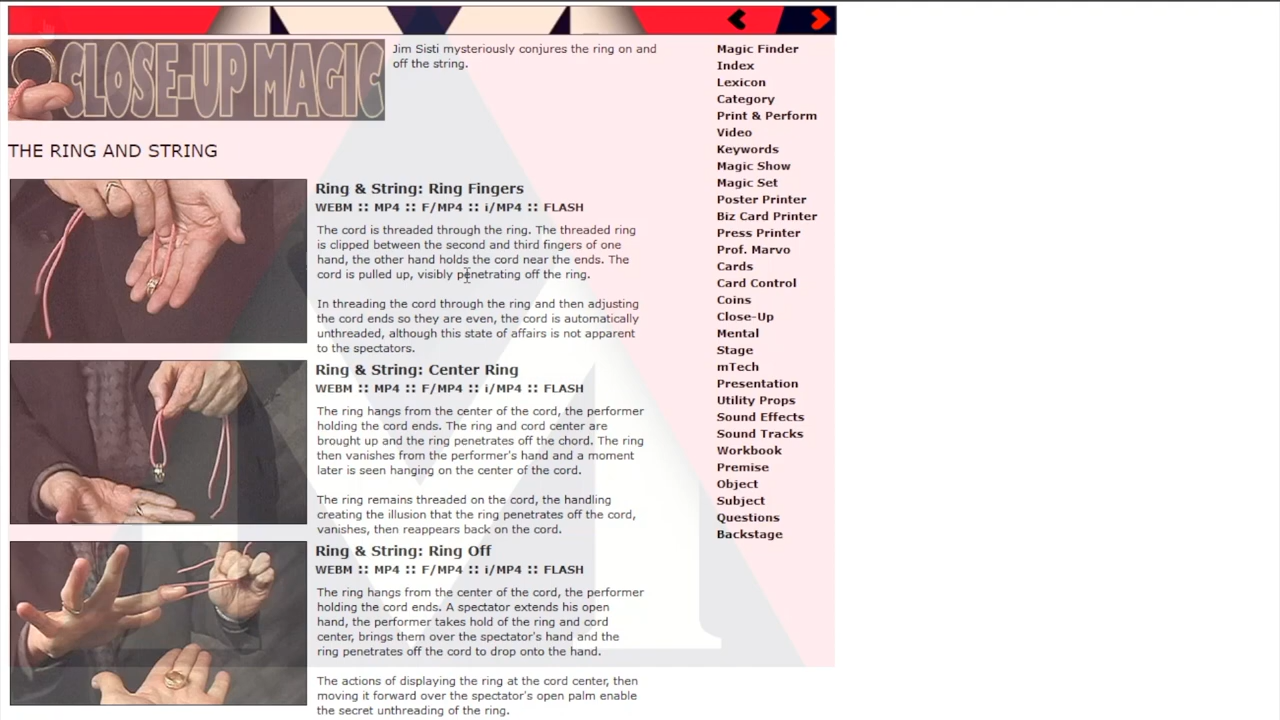 CLOSE-UP MAGIC
Jim Sisti mysteriously conjures the ring on and
off the string.
THE RING AND STRING
Ring & String: Ring Fingers
WEBM :: MP4 :: F/MP4 :: i/MP4 :: FLASH
The cord is threaded through the ring. The threaded ring
is clipped between the second and third fingers of one
hand, the other hand holds the cord near the ends. The
cord is pulled up, visibly penetrating off the ring.
In threading the cord through the ring and then adjusting
the cord ends so they are even, the cord is automatically
unthreaded, although this state of affairs is not apparent
to the spectators.
Ring & String: Center Ring
WEBM :: MP4 :: F/MP4 :: i/MP4 :: FLASH
The ring hangs from the center of the cord, the performer
holding the cord ends. The ring and cord center are
brought up and the ring penetrates off the chord. The ring
then vanishes from the performer's hand and a moment
later is seen hanging on the center of the cord.
The ring remains threaded on the cord, the handling
creating the illusion that the ring penetrates off the cord,
vanishes, then reappears back on the cord.
Ring & String: Ring Off
WEBM :: MP4 :: F/MP4 :: i/MP4 :: FLASH
The ring hangs from the center of the cord, the performer
holding the cord ends. A spectator extends his open
hand, the performer takes hold of the ring and cord
center, brings them over the spectator's hand and the
ring penetrates off the cord to drop onto the hand.
The actions of displaying the ring at the cord center, then
moving it forward over the spectator's open palm enable
the secret unthreading of the ring.
Magic Finder
Index
Lexicon
Category
Print & Perform
Video
Keywords
Magic Show
Magic Set
Poster Printer
Biz Card Printer
Press Printer
Prof. Marvo
Cards
Card Control
Coins
Close-Up
Mental
Stage
mTech
Presentation
Utility Props
Sound Effects
Sound Tracks
Workbook
Premise
Object
Subject
Questions
Backstage